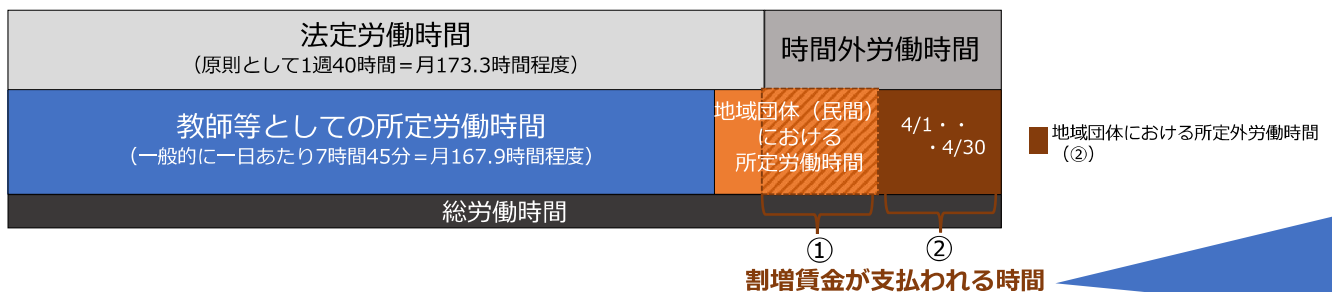 法定労働時間
（原則として1週40時間＝月173.3時間程度）
時間外労働時間
教師等としての所定労働時間
（一般的に一日あたり7時間45分＝月167.9時間程度）
地域団体（民間）
における
所定労働時間
4/1・・
・4/30
地域団体における所定外労働時間
（②）
総労働時間
①
②
割増賃金が支払われる時間